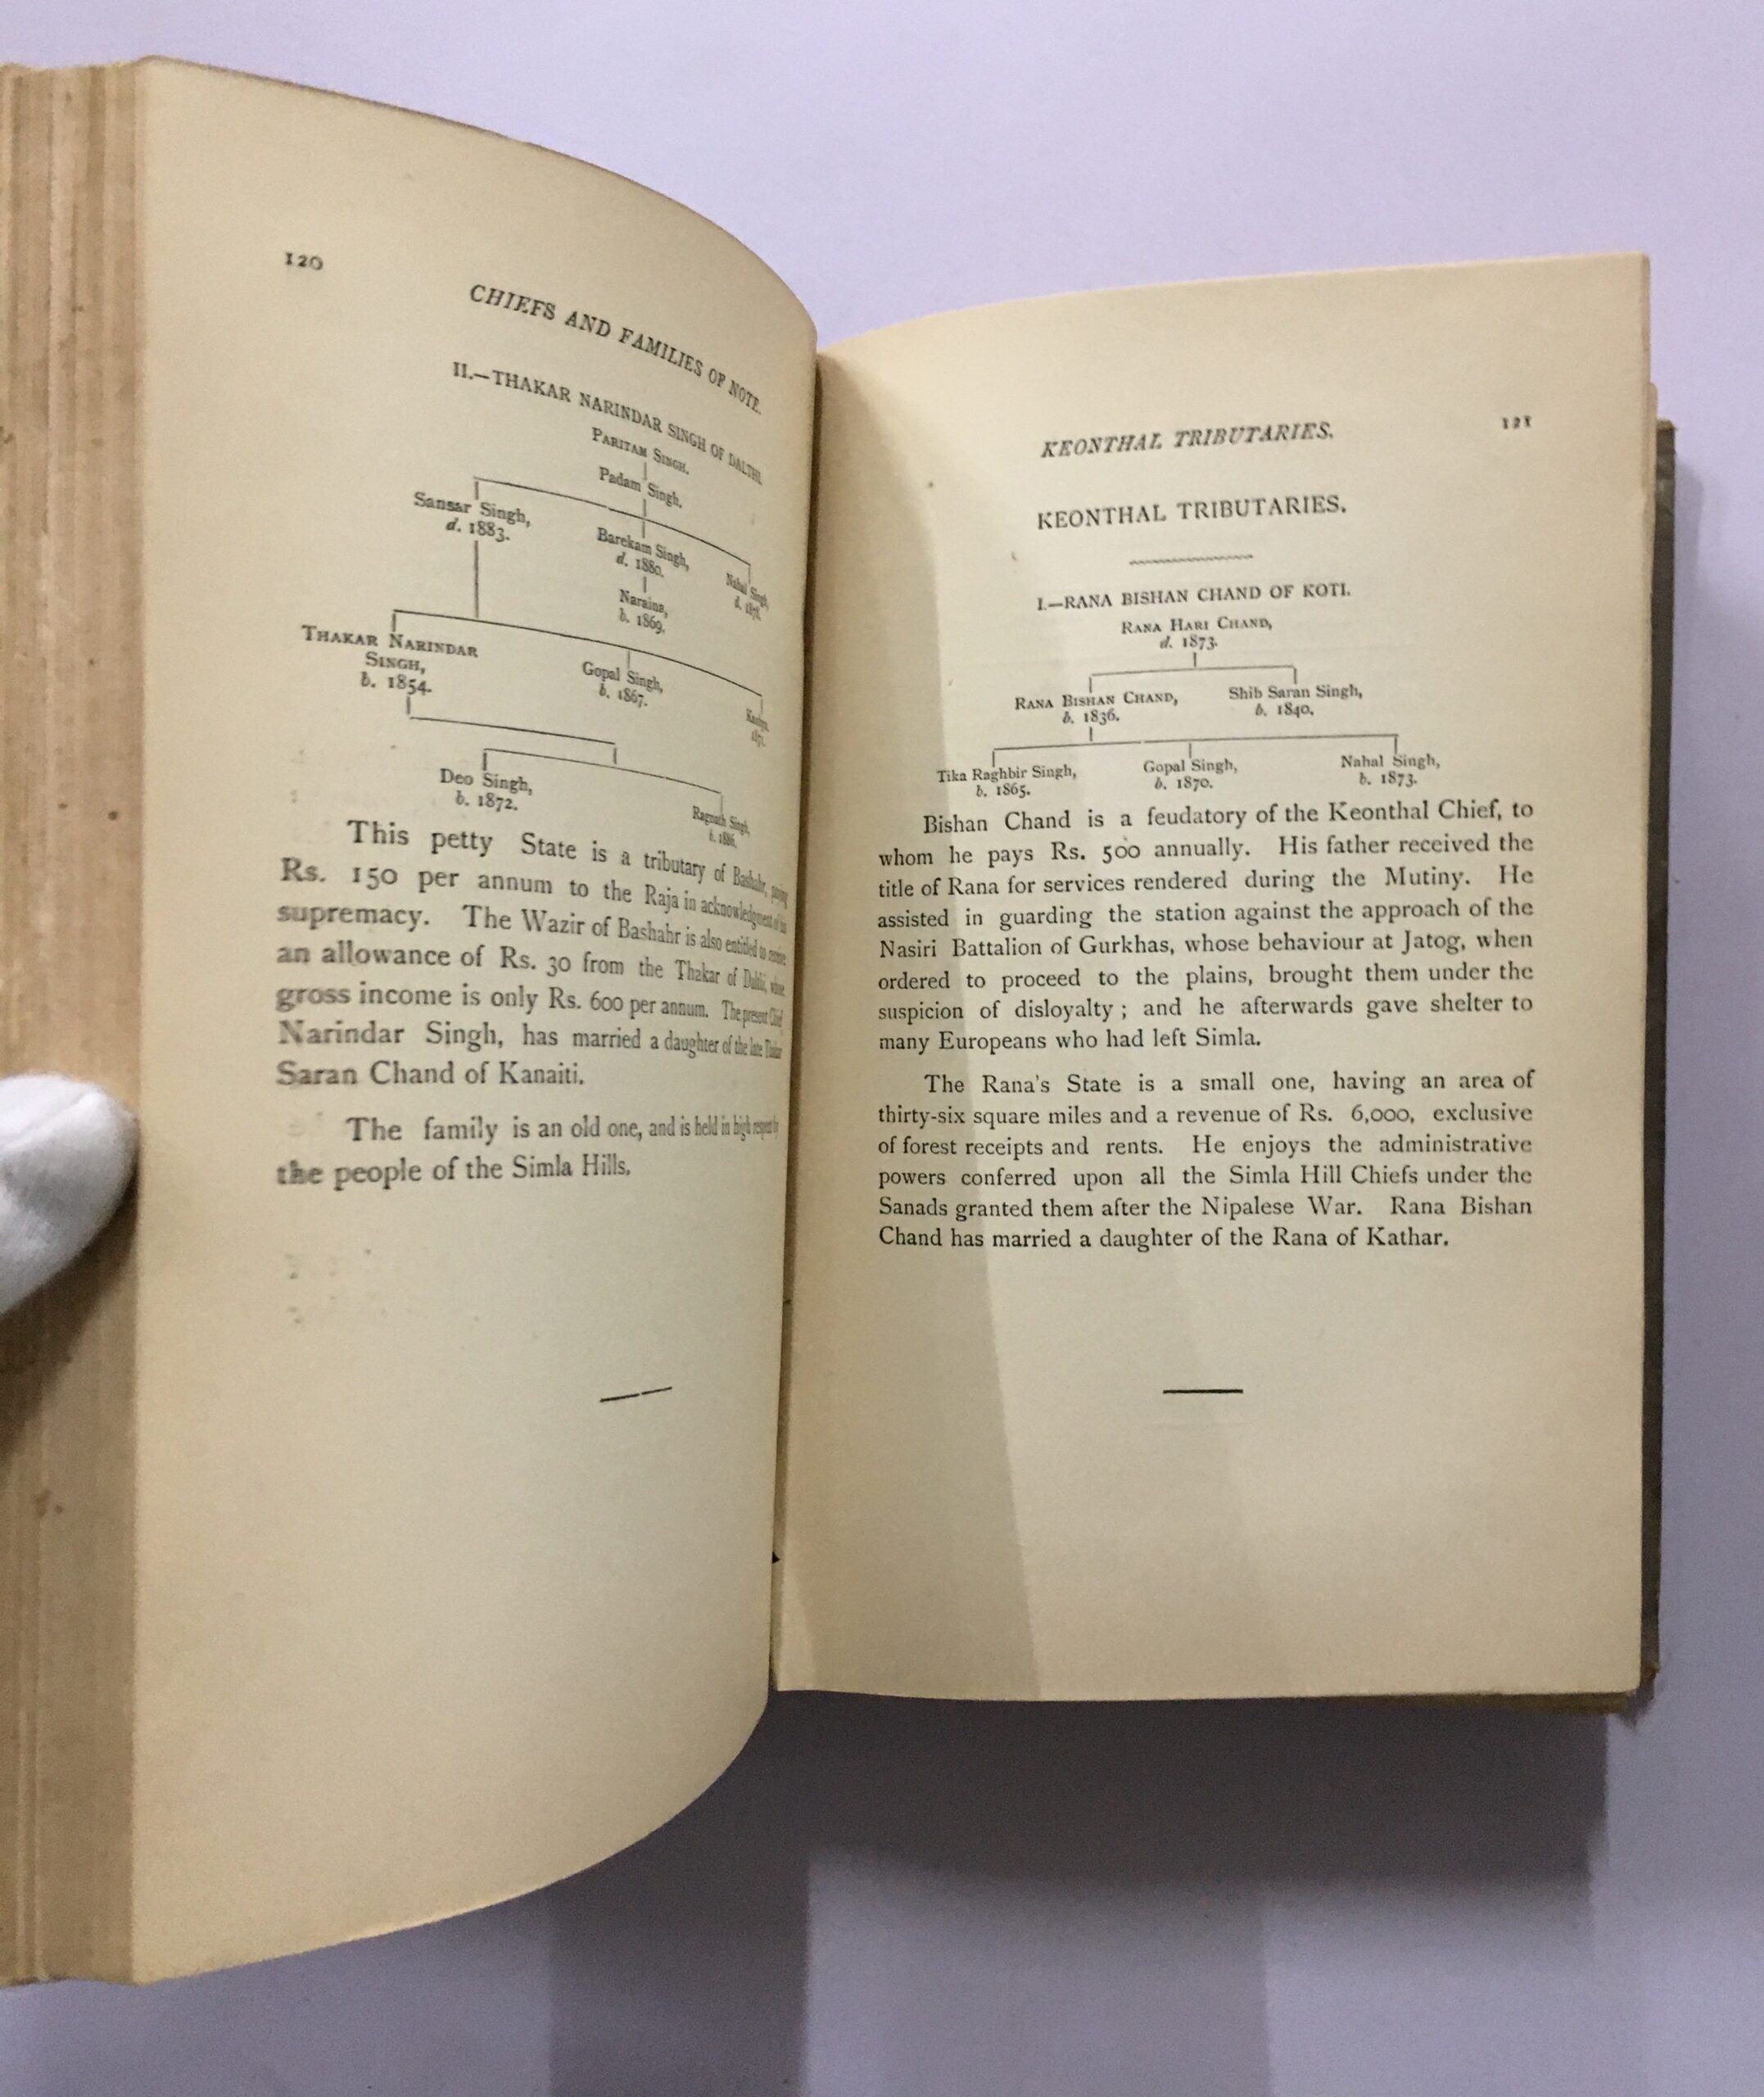 120
CHIEFS AND FAMILIES OF NOTE.
II.—THAKAR NARINDAR SINGH OF DALTHI.
PARITAM SINGH.
Padam Singh.
Sansar Singh,
d. 1883.
Barekam Singh,
d. 1880.
Nahal Singh,
d.
Naraina,
b. 1869.
THAKAR NARINDAR
SINGH,
b. 1854.
Gopal Singh,
b. 1867.
1871.
Deo Singh,
b. 1872.
Ragnath Singh,
b. 1886.
This petty State is a tributary of Bashahr, paying
Rs. 150 per annum to the Raja in acknowledgment of his
supremacy. The Wazir of Bashahr is also entitled to receive
an allowance of Rs. 30 from the Thakar of Dalthi, whose
gross income is only Rs. 600 per annum. The present Chief
Narindar Singh, has married a daughter of the late Thakar
Saran Chand of Kanaiti.
The family is an old one, and is held in high respect by
the people of the Simla Hills.
KEONTHAL TRIBUTARIES. 121
KEONTHAL TRIBUTARIES.
I.—RANA BISHAN CHAND OF KOTI.
RANA HARI CHAND,
d. 1873.
RANA BISHAN CHAND,
b. 1836.
Shib Saran Singh,
b. 1840.
Tika Raghbir Singh,
b. 1865.
Gopal Singh,
b. 1870.
Nahal Singh,
b. 1873.
Bishan Chand is a feudatory of the Keonthal Chief, to
whom he pays Rs. 500 annually. His father received the
title of Rana for services rendered during the Mutiny. He
assisted in guarding the station against the approach of the
Nasiri Battalion of Gurkhas, whose behaviour at Jatog, when
ordered to proceed to the plains, brought them under the
suspicion of disloyalty ; and he afterwards gave shelter to
many Europeans who had left Simla.
The Rana's State is a small one, having an area of
thirty-six square miles and a revenue of Rs. 6,000, exclusive
of forest receipts and rents. He enjoys the administrative
powers conferred upon all the Simla Hill Chiefs under the
Sanads granted them after the Nipalese War. Rana Bishan
Chand has married a daughter of the Rana of Kathar.